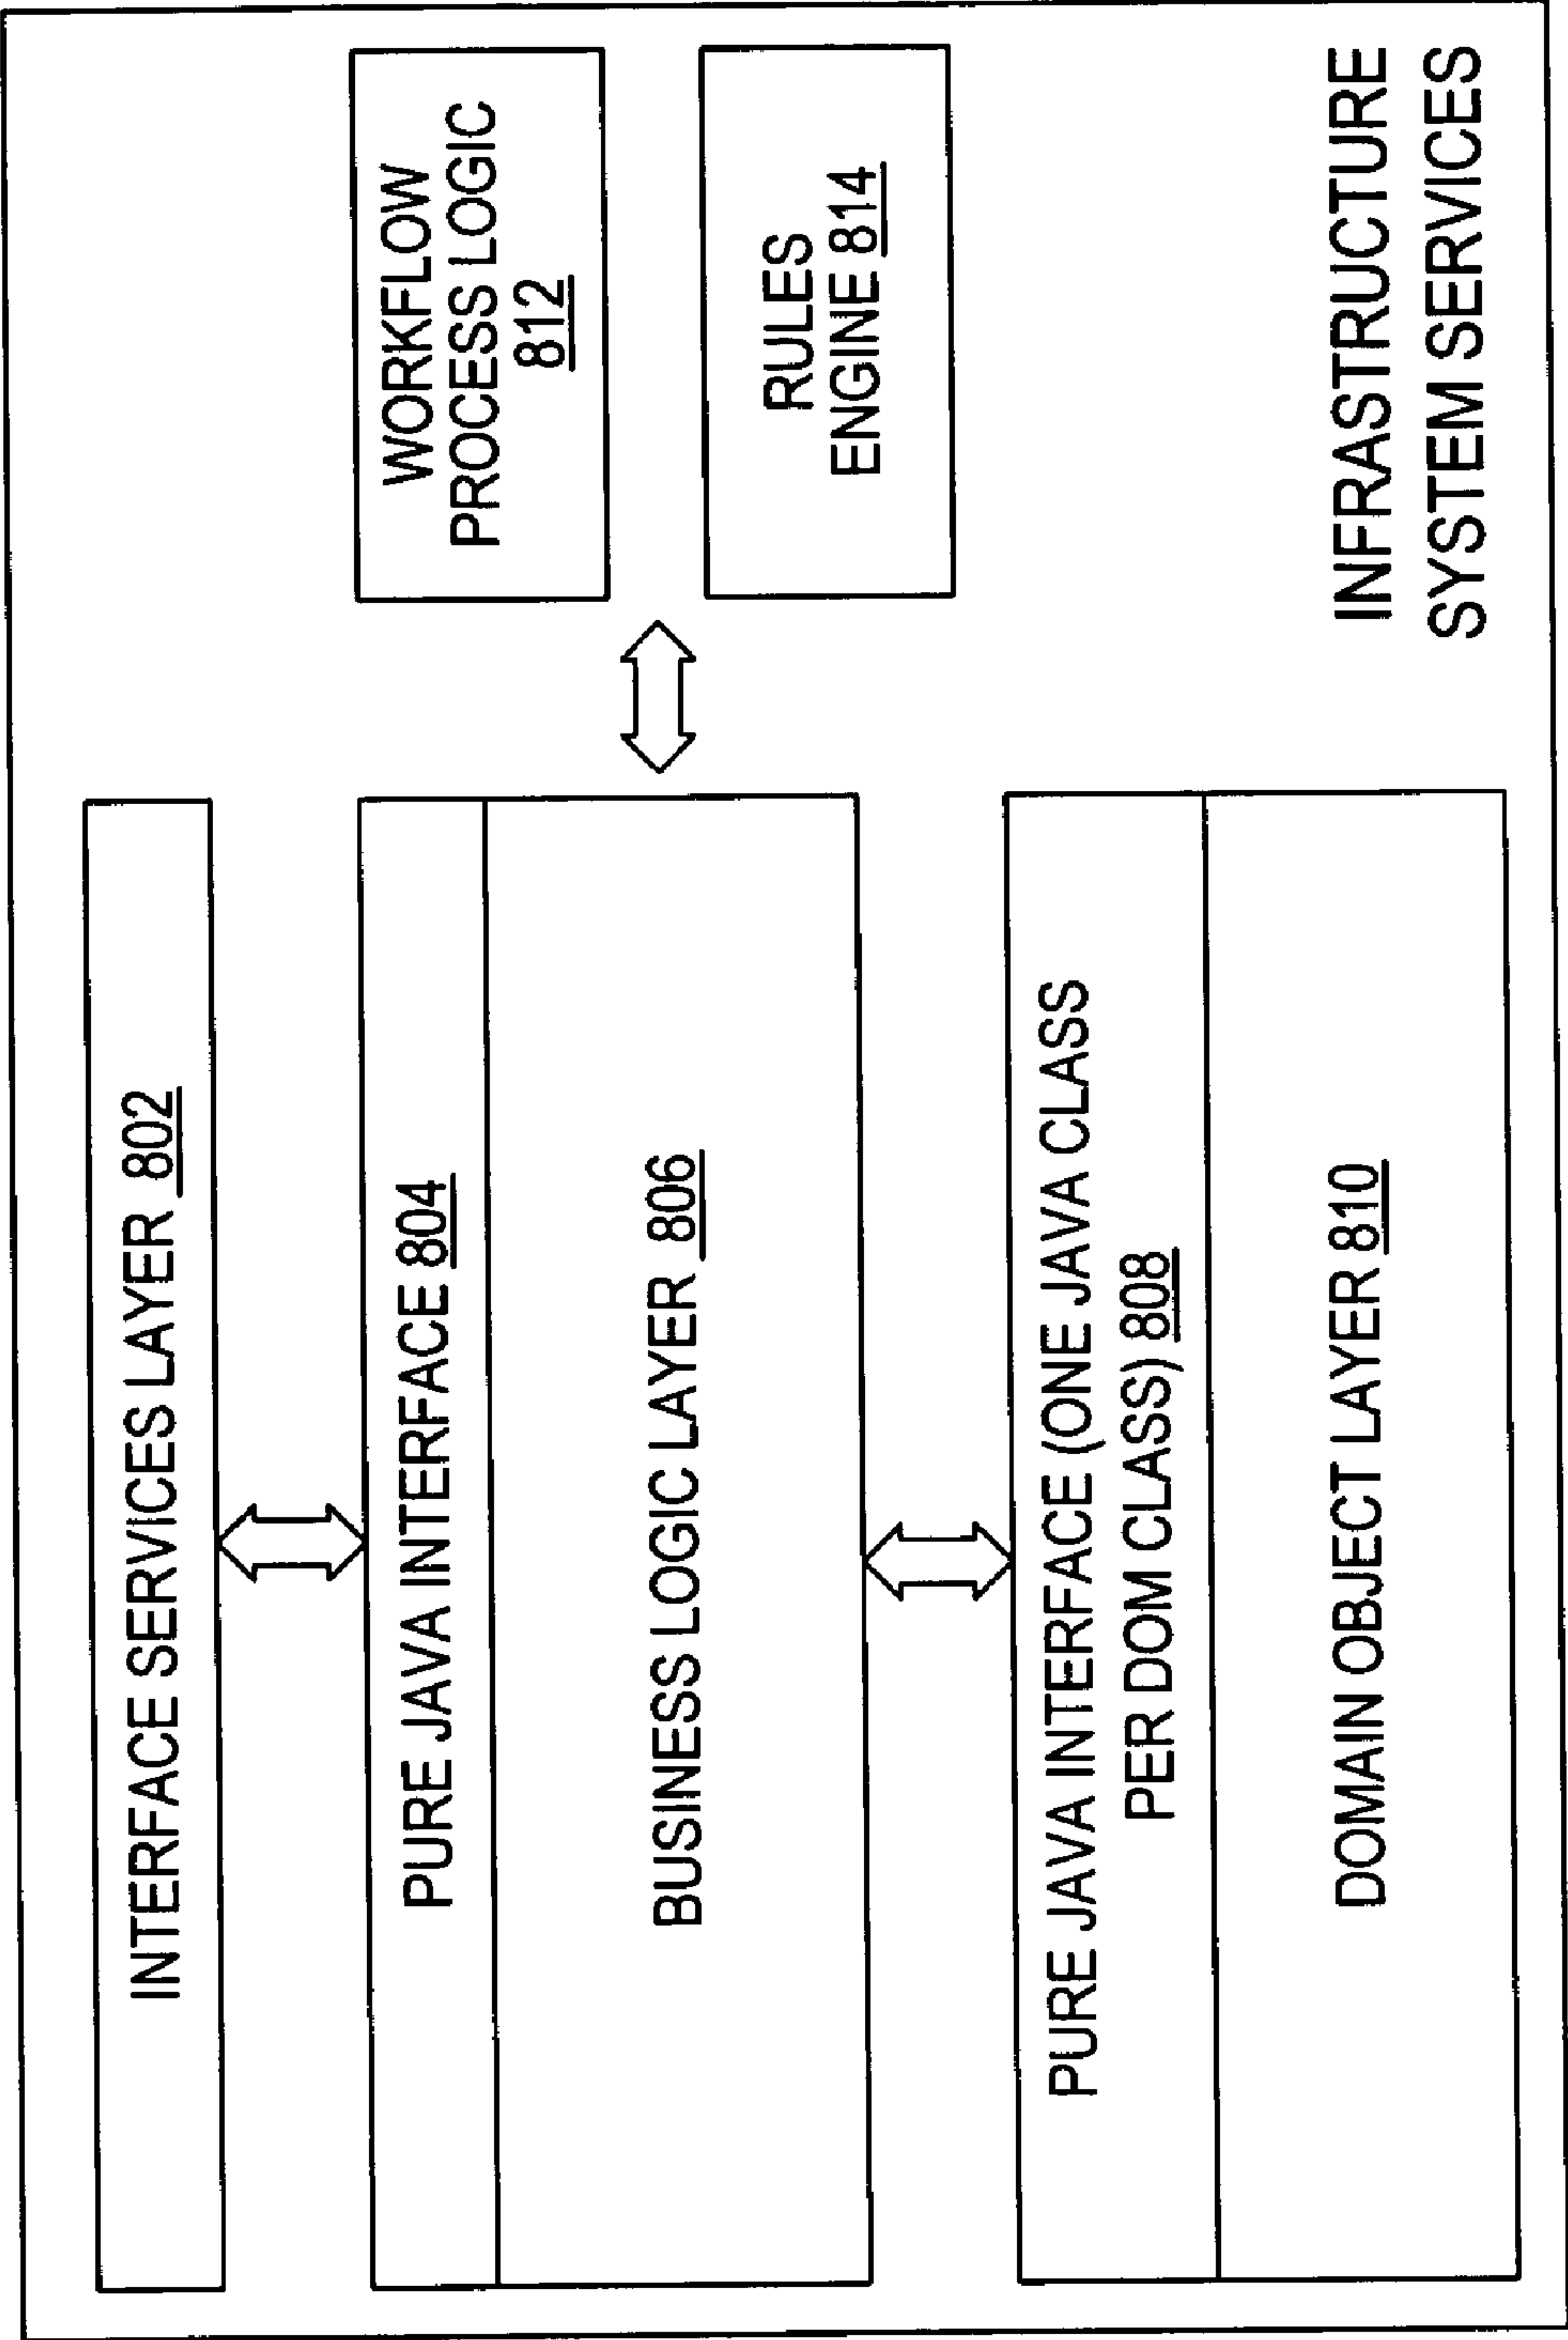 INTERFACE SERVICES LAYER 802
PURE JAVA INTERFACE 804
BUSINESS LOGIC LAYER 806
PURE JAVA INTERFACE (ONE JAVA CLASS
PER DOM CLASS) 808
DOMAIN OBJECT LAYER 810
WORKFLOW
PROCESS LOGIC
812
RULES
ENGINE 814
INFRASTRUCTURE
SYSTEM SERVICES